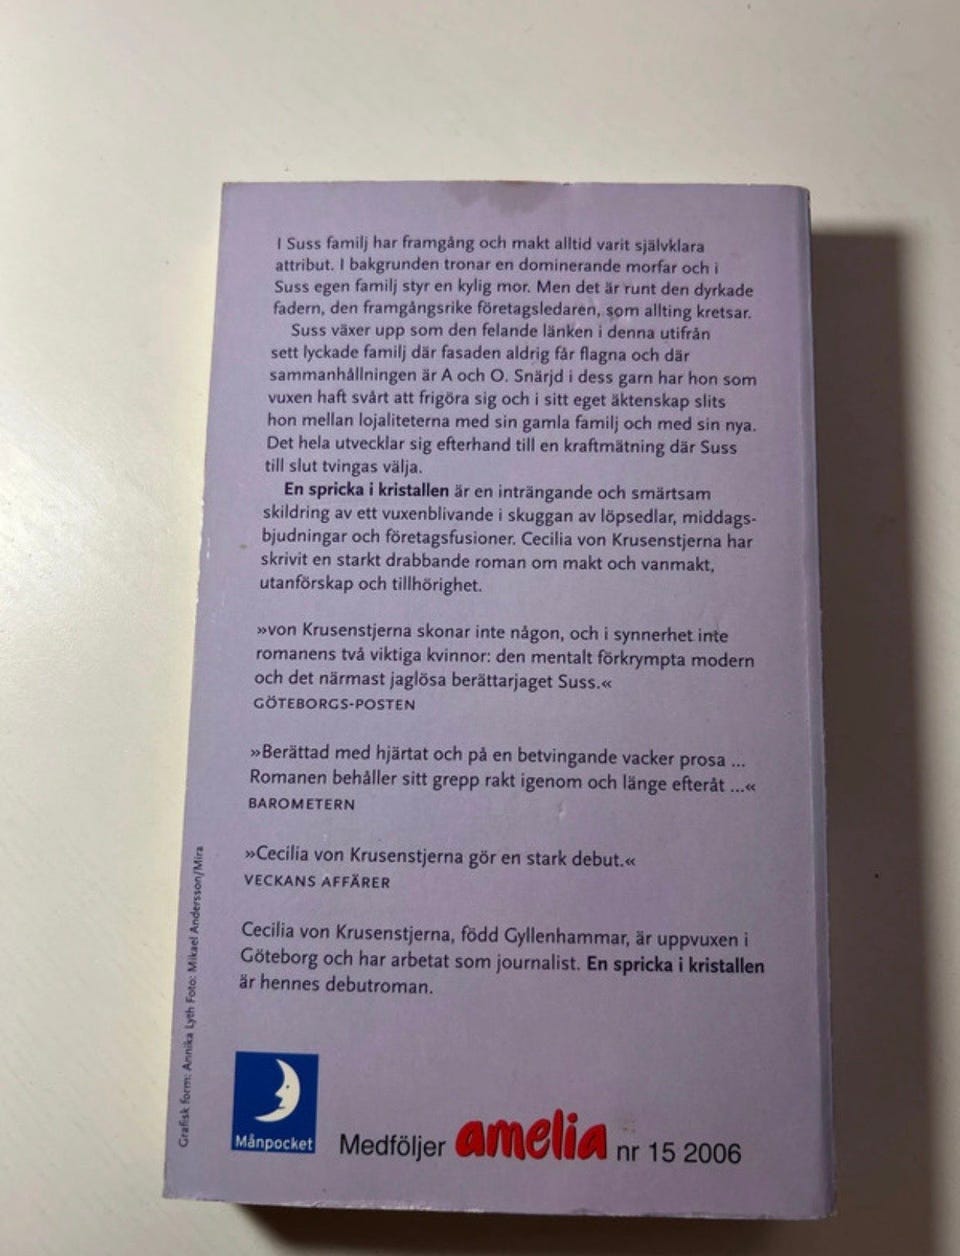 I Suss familj har framgång och makt alltid varit självklara
attribut. I bakgrunden tronar en dominerande morfar och i
Suss egen familj styr en kylig mor. Men det är runt den dyrkade
fadern, den framgångsrike företagsledaren, som allting kretsar.
Suss växer upp som den felande länken i denna utifrån
sett lyckade familj där fasaden aldrig får flagna och där
sammanhållningen är A och O. Snärjd i dess garn har hon som
vuxen haft svårt att frigöra sig och i sitt eget äktenskap slits
hon mellan lojaliteterna med sin gamla familj och med sin nya.
Det hela utvecklar sig efterhand till en kraftmätning där Suss
till slut tvingas välja.
En spricka i kristallen är en inträngande och smärtsam
skildring av ett vuxenblivande i skuggan av löpsedlar, middags-
bjudningar och företagsfusioner. Cecilia von Krusenstjerna har
skrivit en starkt drabbande roman om makt och vanmakt,
utanförskap och tillhörighet.
»von Krusenstjerna skonar inte någon, och i synnerhet inte
romanens två viktiga kvinnor: den mentalt förkrympta modern
och det närmast jaglösa berättarjaget Suss.«
GÖTEBORGS-POSTEN
»Berättad med hjärtat och på en betvingande vacker prosa ...
Romanen behåller sitt grepp rakt igenom och länge efteråt ...«
BAROMETERN
»Cecilia von Krusenstjerna gör en stark debut.«
VECKANS AFFÄRER
Cecilia von Krusenstjerna, född Gyllenhammar, är uppvuxen i
Göteborg och har arbetat som journalist. En spricka i kristallen
är hennes debutroman.
Grafisk form: Annika Lyth Foto: Mikael Andersson/Mira
Månpocket
Medföljer amelia nr 15 2006